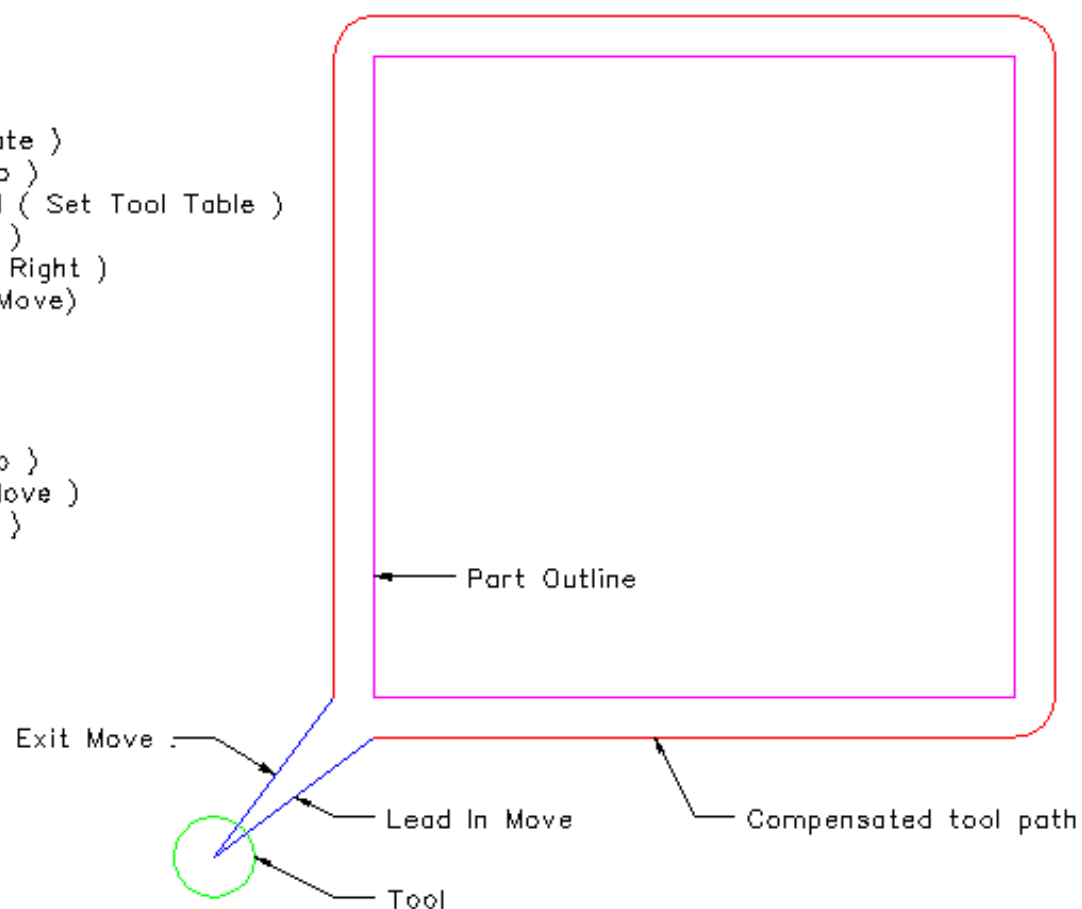 ate )
o )
( Set Tool Table )
)
Right )
Move)
o )
ove )
)
Part Outline
Exit Move
Lead In Move
Compensated tool path
Tool